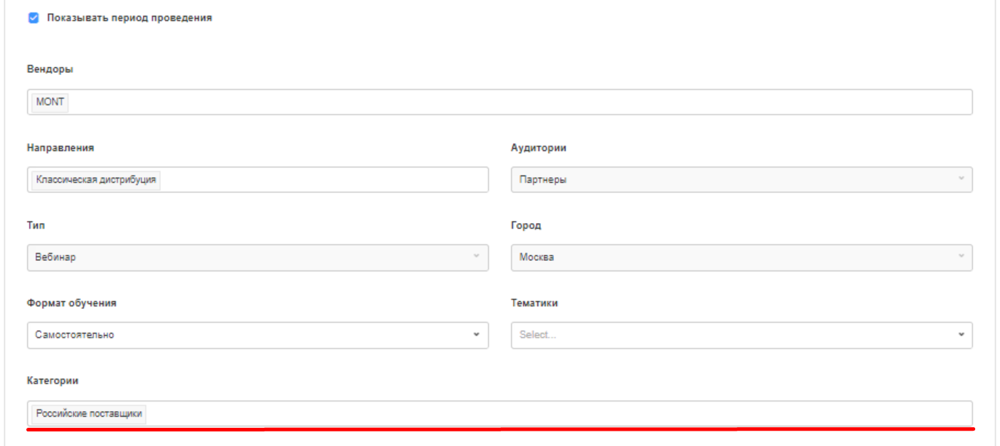 Показывать период проведения
Вендоры
MONT
Направления
Аудитории
Классическая дистрибуция
Партнеры
Тип
Город
Вебинар
Москва
Формат обучения
Тематики
Самостоятельно
Select...
Категории
Российские поставщики